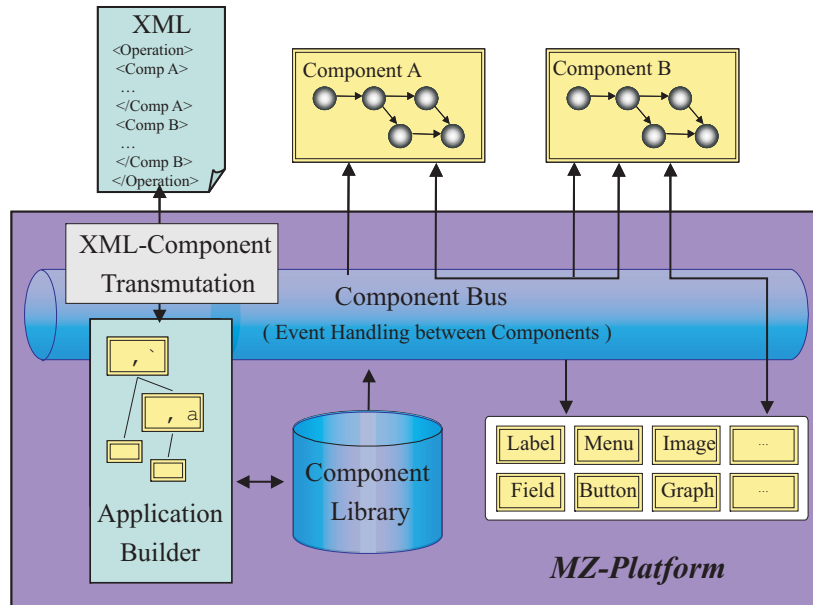 XML
<Operation>
<Comp A>
…
</Comp A>
<Comp B>
…
</Comp B>
</Operation>
Component A
Component B
XML-Component
Transmutation
Component Bus
( Event Handling between Components )
, `
, a
Application
Builder
Component
Library
Label
Menu
Image
...
Field
Button
Graph
...
MZ-Platform